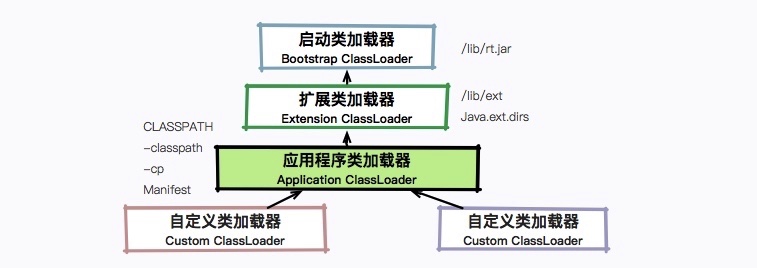 启动类加载器
Bootstrap ClassLoader
/lib/rt.jar
扩展类加载器
Extension ClassLoader
/lib/ext
Java.ext.dirs
CLASSPATH
-classpath
-cp
Manifest
应用程序类加载器
Application ClassLoader
自定义类加载器
Custom ClassLoader
自定义类加载器
Custom ClassLoader